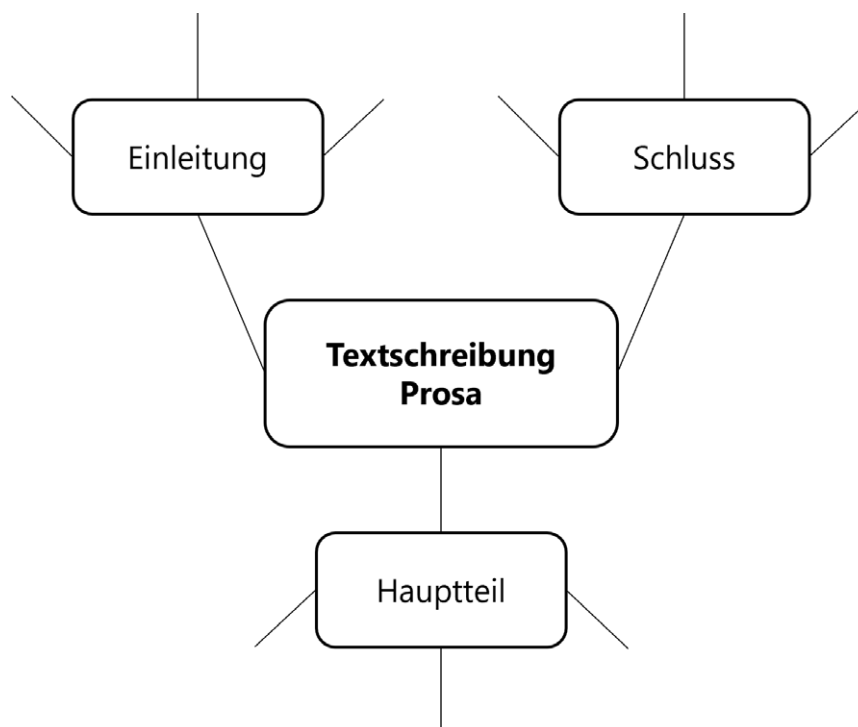 Einleitung
Schluss
Textschreibung
Prosa
Hauptteil